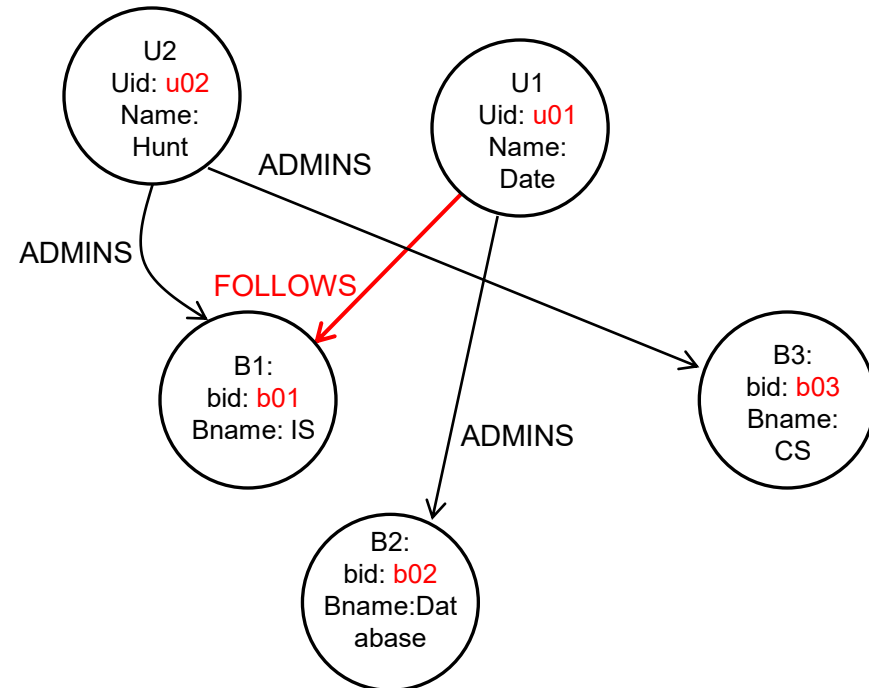 U2
Uid: u02
Name:
Hunt
U1
Uid: u01
Name:
Date
ADMINS
ADMINS
FOLLOWS
B1:
bid: b01
Bname: IS
B3:
bid: b03
Bname:
CS
ADMINS
B2:
bid: b02
Bname:Dat
abase